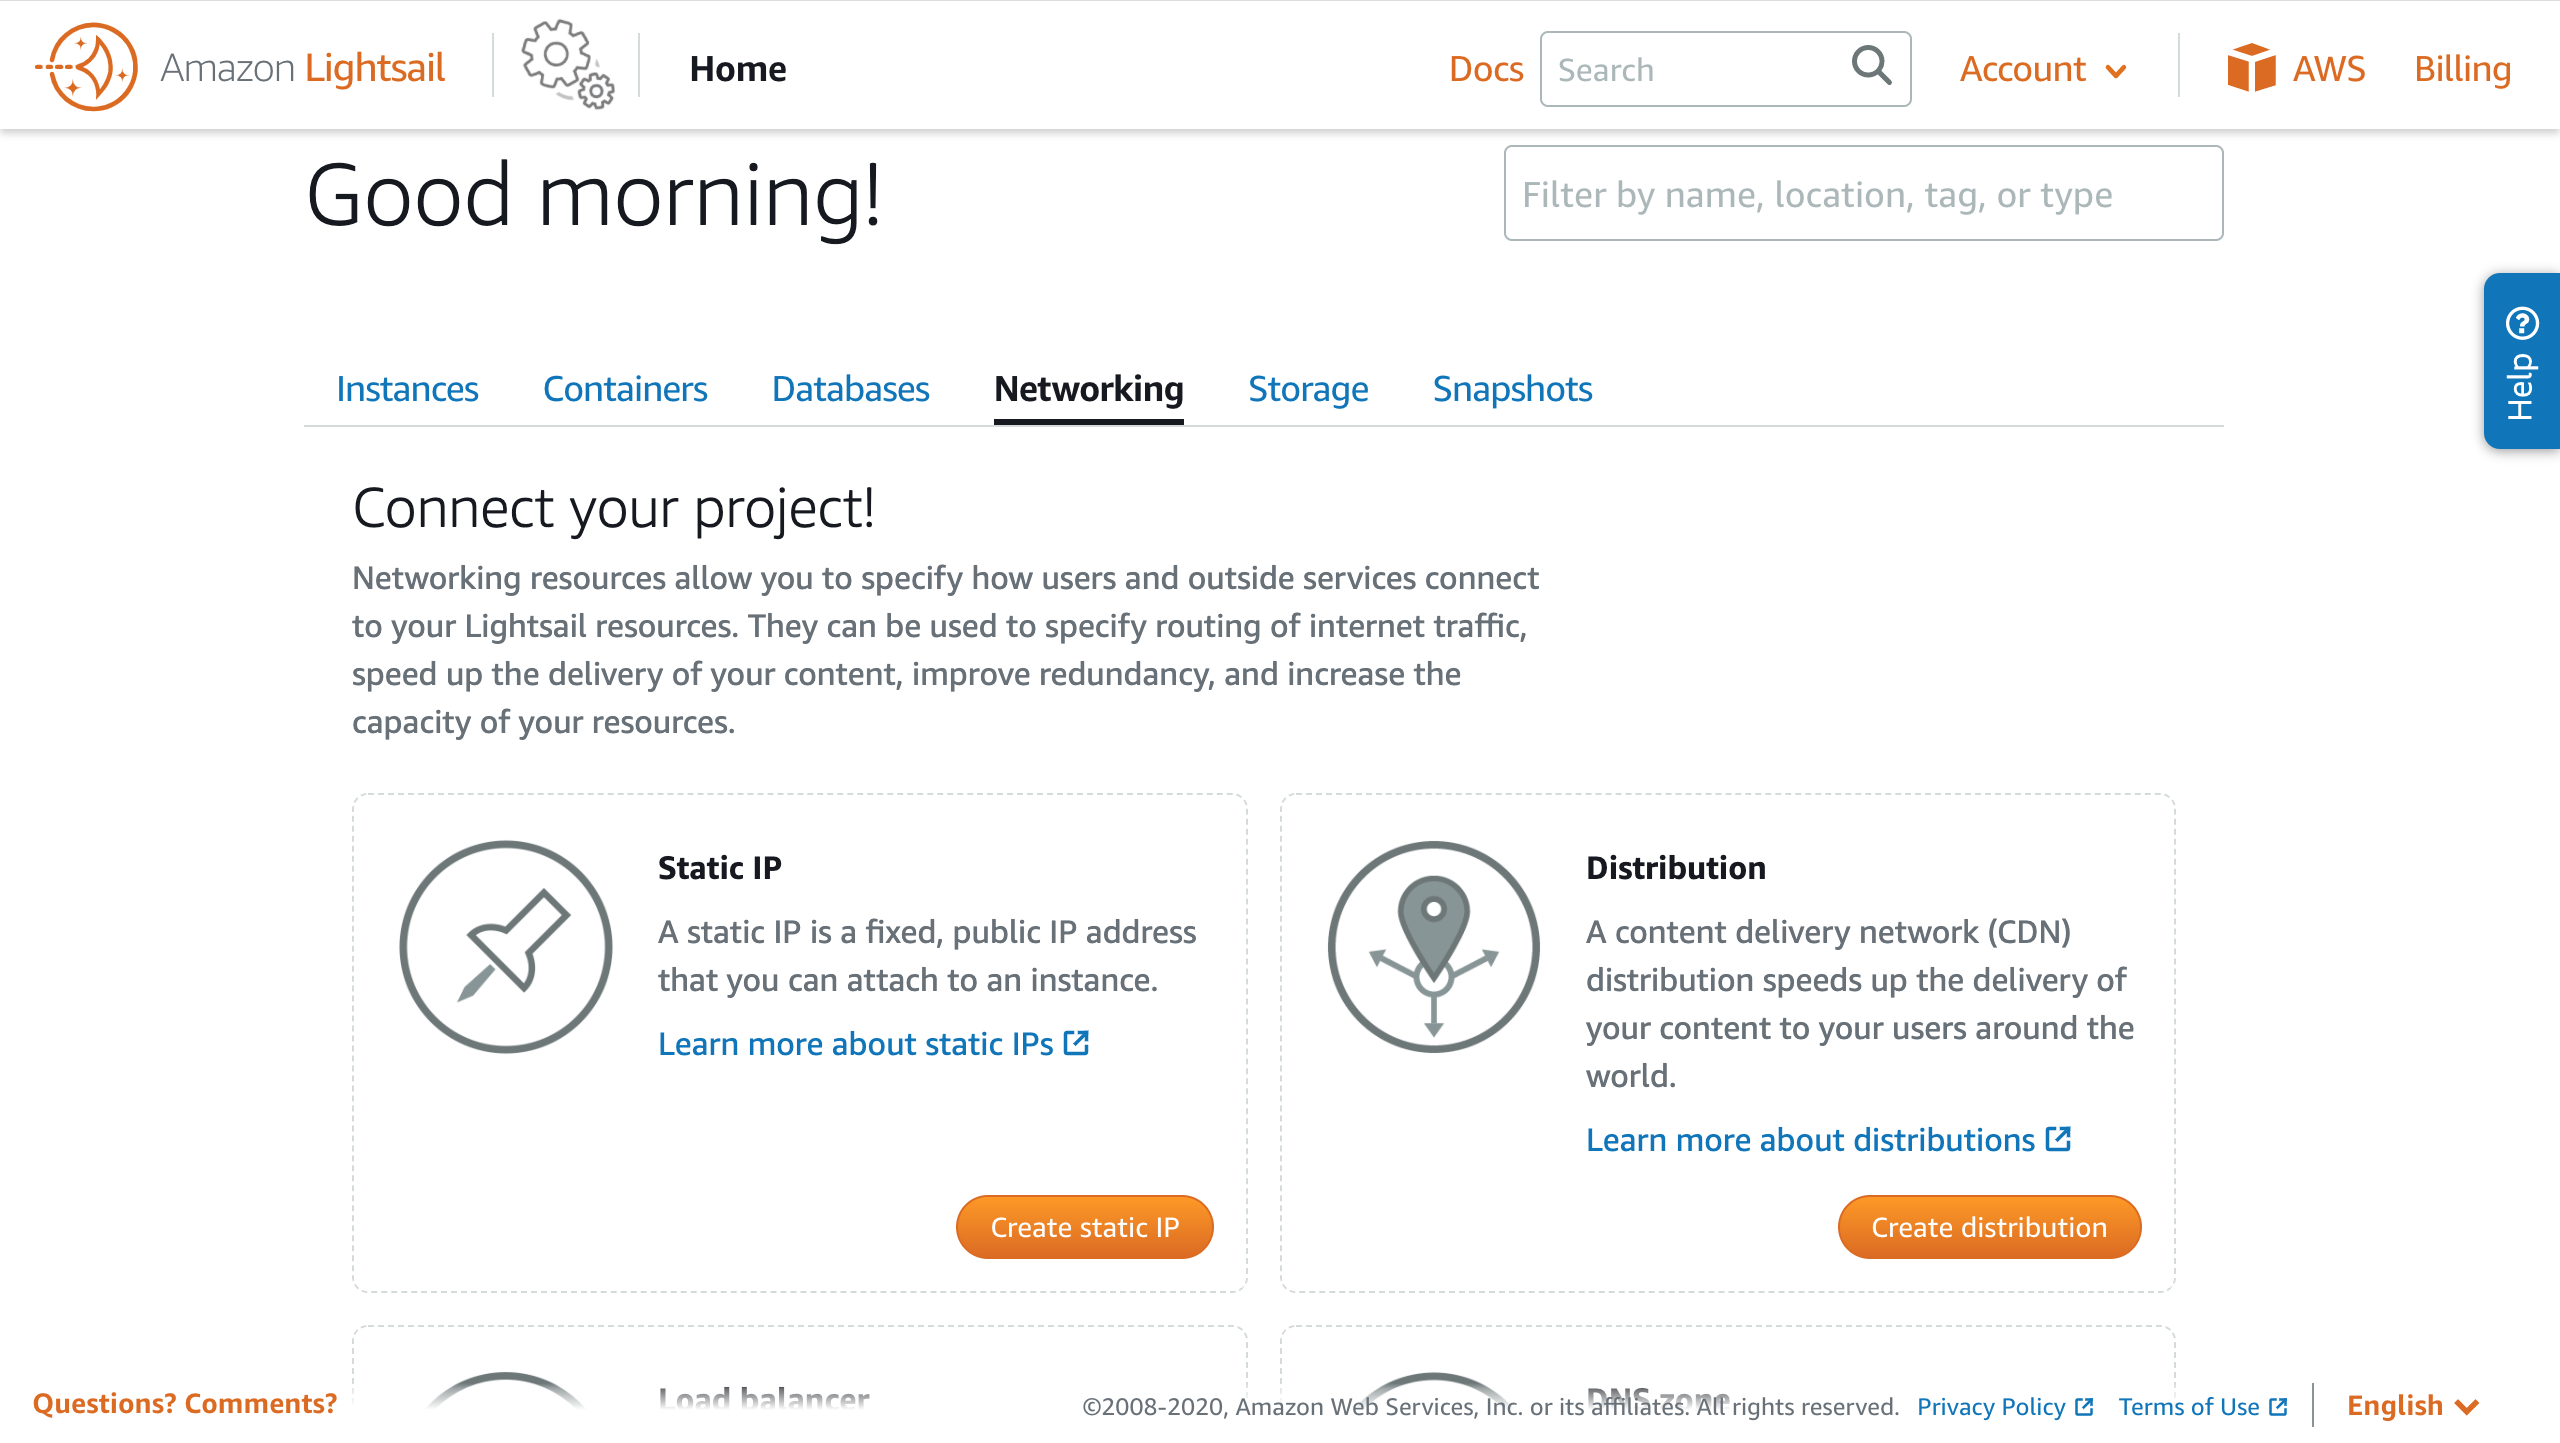 Amazon Lightsail
Home
Docs
Search
Account
AWS
Billing
Good morning!
Filter by name, location, tag, or type
Help
Instances
Containers
Databases
Networking
Storage
Snapshots
Connect your project!
Networking resources allow you to specify how users and outside services connect
to your Lightsail resources. They can be used to specify routing of internet traffic,
speed up the delivery of your content, improve redundancy, and increase the
capacity of your resources.
Static IP
A static IP is a fixed, public IP address
that you can attach to an instance.
Learn more about static IPs
Create static IP
Distribution
A content delivery network (CDN)
distribution speeds up the delivery of
your content to your users around the
world.
Learn more about distributions
Create distribution
Load balancer
DNS zone
Questions? Comments?
©2008-2020, Amazon Web Services, Inc. or its affiliates. All rights reserved.
Privacy Policy
Terms of Use
English